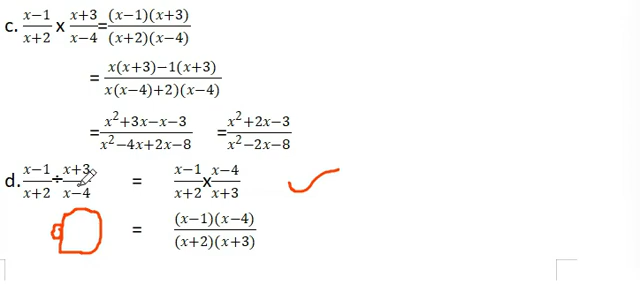 c. (x−1)/(x+2) x (x+3)/(x−4) = ((x−1)(x+3))/((x+2)(x−4))
= (x(x+3)−1(x+3))/(x(x−4)+2)(x−4))
= (x²+3x−x−3)/(x²−4x+2x−8) = (x²+2x−3)/(x²−2x−8)
d. (x−1)/(x+2) ÷ (x+3)/(x−4) = (x−1)/(x+2) x (x−4)/(x+3)
= ((x−1)(x−4))/((x+2)(x+3))